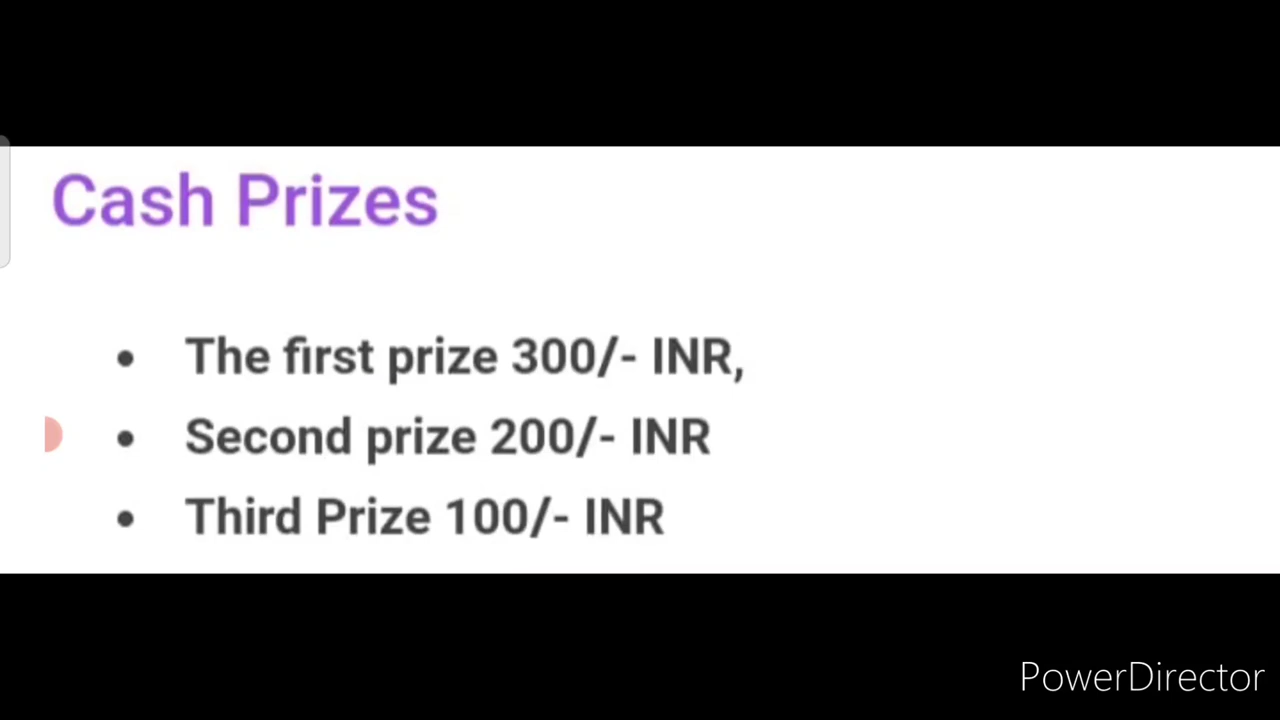 Cash Prizes
• The first prize 300/- INR,
• Second prize 200/- INR
• Third Prize 100/- INR
PowerDirector